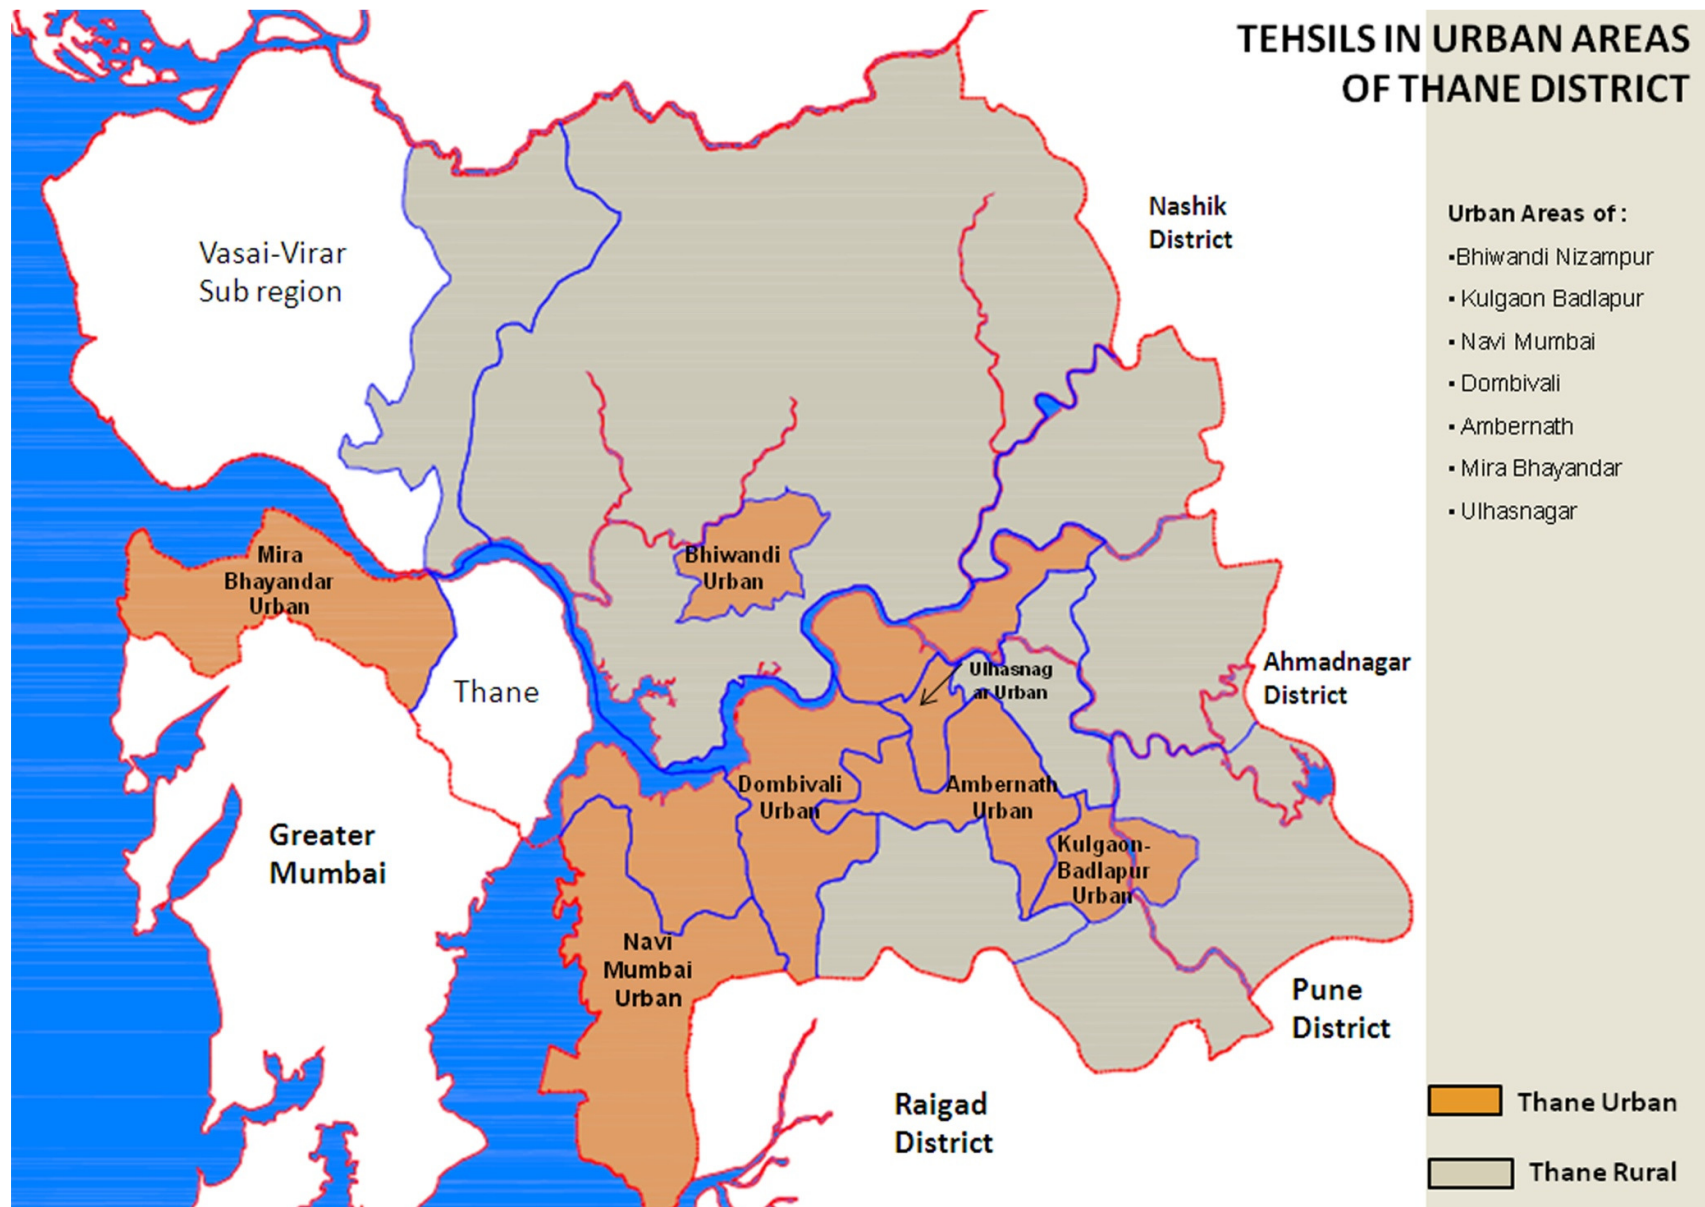 TEHSILS IN URBAN AREAS
OF THANE DISTRICT
Urban Areas of :
▪Bhiwandi Nizampur
▪ Kulgaon Badlapur
▪ Navi Mumbai
▪ Dombivali
▪ Ambernath
▪ Mira Bhayandar
▪ Ulhasnagar
Nashik
District
Vasai-Virar
Sub region
Mira
Bhayandar
Urban
Bhiwandi
Urban
Thane
Ulhasnag
ar Urban
Ahmadnagar
District
Dombivali
Urban
Ambernath
Urban
Greater
Mumbai
Kulgaon-
Badlapur
Urban
Navi
Mumbai
Urban
Pune
District
Raigad
District
Thane Urban
Thane Rural